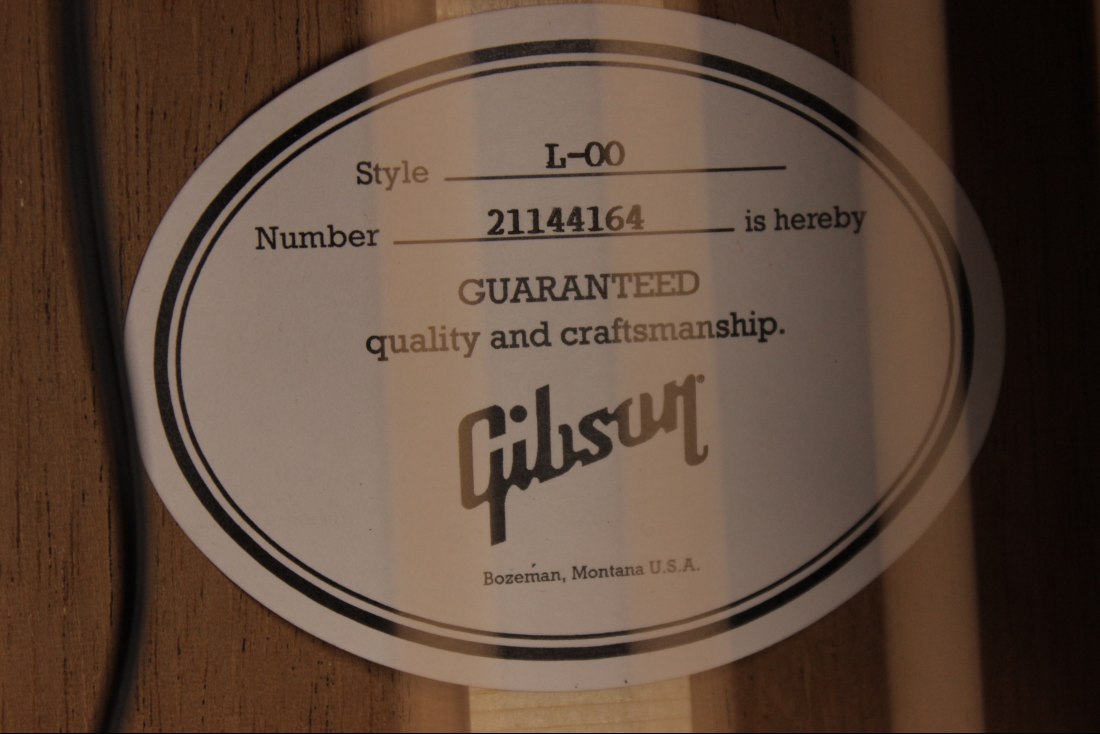 Style L-00
Number 21144164 is hereby
GUARANTEED
quality and craftsmanship.
Gibson®
Bozeman, Montana U.S.A.